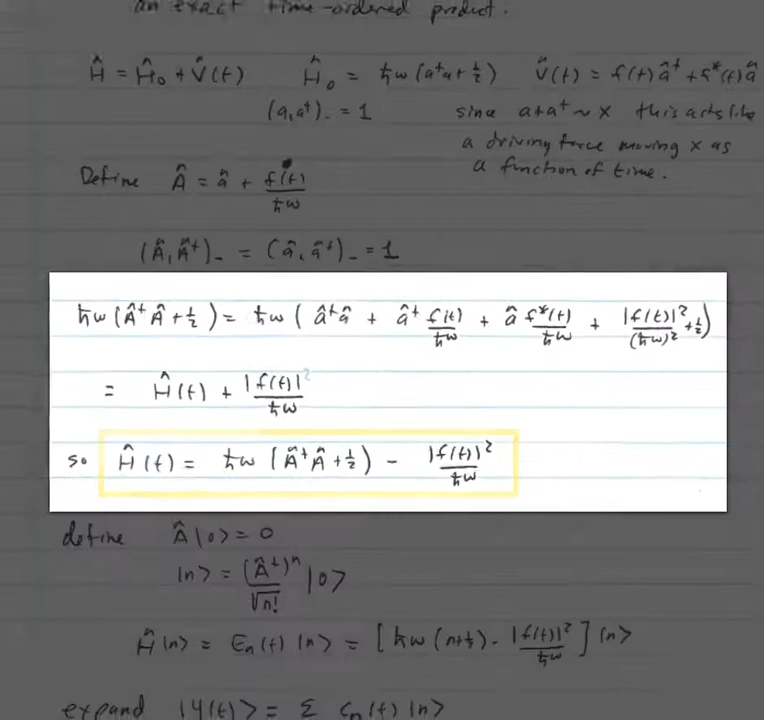 an exact time-ordered product.
Ĥ = Ĥ₀ + V̂(t)   Ĥ₀ = ħω(a⁺a + ½)   V̂(t) = f(t)â⁺ + f*(t)â
(a,a⁺)₋ = 1   since a+a⁺ ~ x this acts like
a driving force moving x as
a function of time.
Define Â = â + f(t)/ħω
(Â,Â⁺)₋ = (â,â⁺)₋ = 1
ħω(Â⁺Â + ½) = ħω(â⁺â + â⁺ f(t)/ħω + â f*(t)/ħω + |f(t)|²/(ħω)² + ½)
= Ĥ(t) + |f(t)|²/ħω
so Ĥ(t) = ħω(Â⁺Â + ½) - |f(t)|²/ħω
define Â|0> = 0
|n> = (Â⁺)ⁿ/√n! |0>
Ĥ|n> = Eₙ(t)|n> = [ħω(n+½) - |f(t)|²/ħω]|n>
expand |ψ(t)> = Σ cₙ(t)|n>